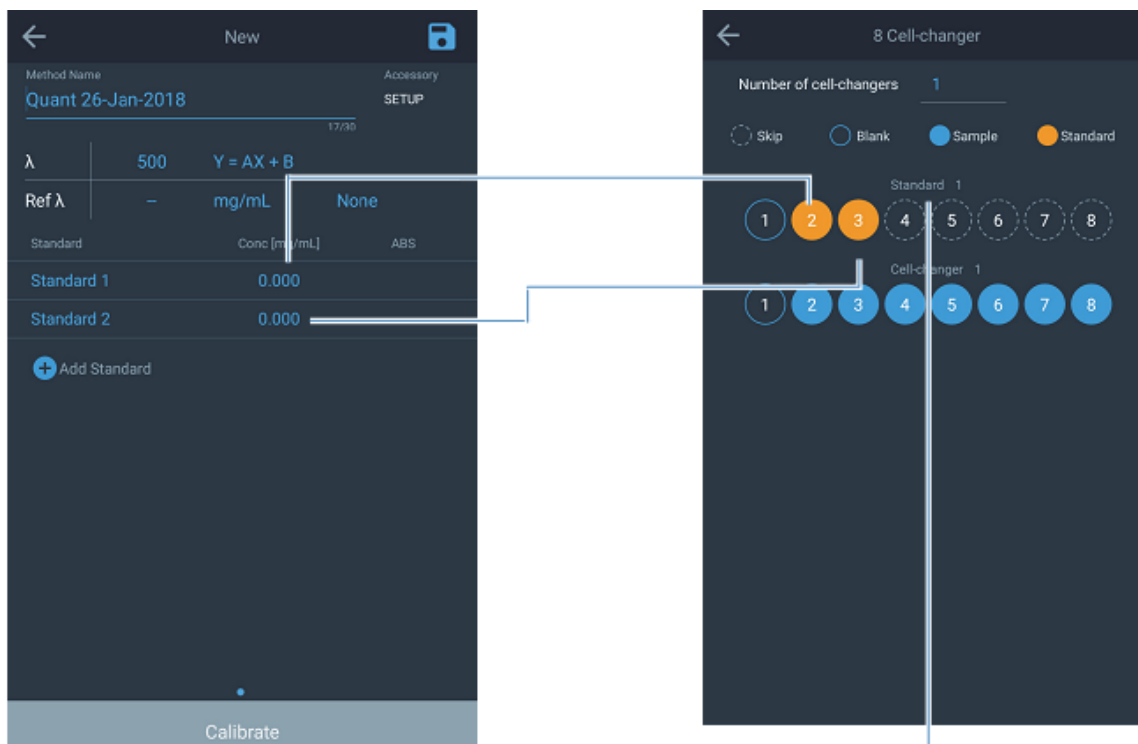 New
Method Name
Accessory
Quant 26-Jan-2018
SETUP
17/30
λ 500 Y = AX + B
Ref λ – mg/mL None
Standard Conc [mg/mL] ABS
Standard 1 0.000
Standard 2 0.000
Add Standard
Calibrate
8 Cell-changer
Number of cell-changers 1
Skip Blank Sample Standard
Standard 1
1 2 3 4 5 6 7 8
Cell-changer 1
1 2 3 4 5 6 7 8